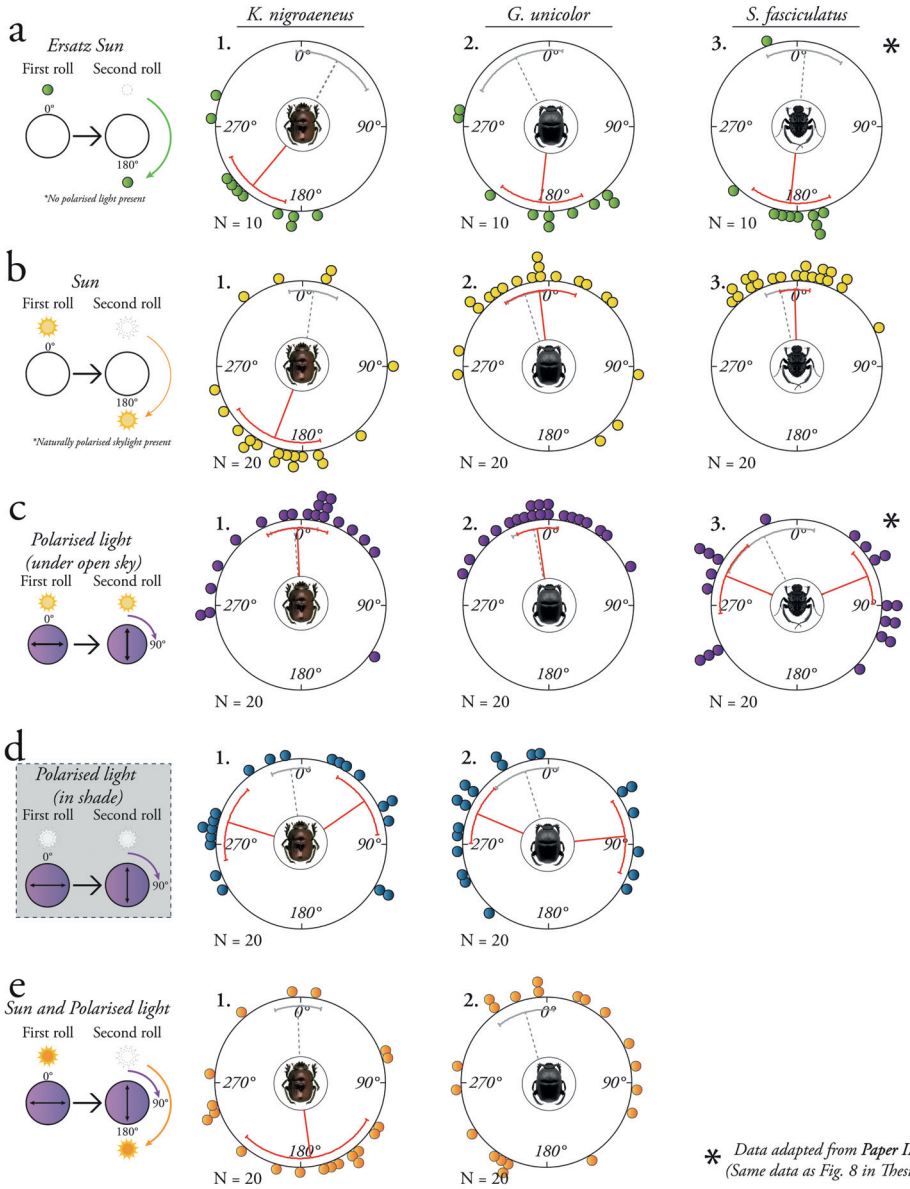 K. nigroaeneus
G. unicolor
S. fasciculatus
a
Ersatz Sun
First roll
Second roll
0°
180°
*No polarised light present
1.
0°
270°
90°
180°
N = 10
2.
0°
270°
90°
180°
N = 10
3.
0°
*
270°
90°
180°
N = 10
b
Sun
First roll
Second roll
0°
180°
*Naturally polarised skylight present
1.
0°
270°
90°
180°
N = 20
2.
0°
270°
90°
180°
N = 20
3.
0°
270°
90°
180°
N = 20
c
Polarised light
(under open sky)
First roll
Second roll
0°
90°
1.
0°
270°
90°
180°
N = 20
2.
0°
270°
90°
180°
N = 20
3.
0°
*
270°
90°
180°
N = 20
d
Polarised light
(in shade)
First roll
Second roll
0°
90°
1.
0°
270°
90°
180°
N = 20
2.
0°
270°
90°
180°
N = 20
e
Sun and Polarised light
First roll
Second roll
0°
90°
180°
1.
0°
270°
90°
180°
N = 20
2.
0°
270°
90°
180°
N = 20
* Data adapted from Paper
(Same data as Fig. 8 in